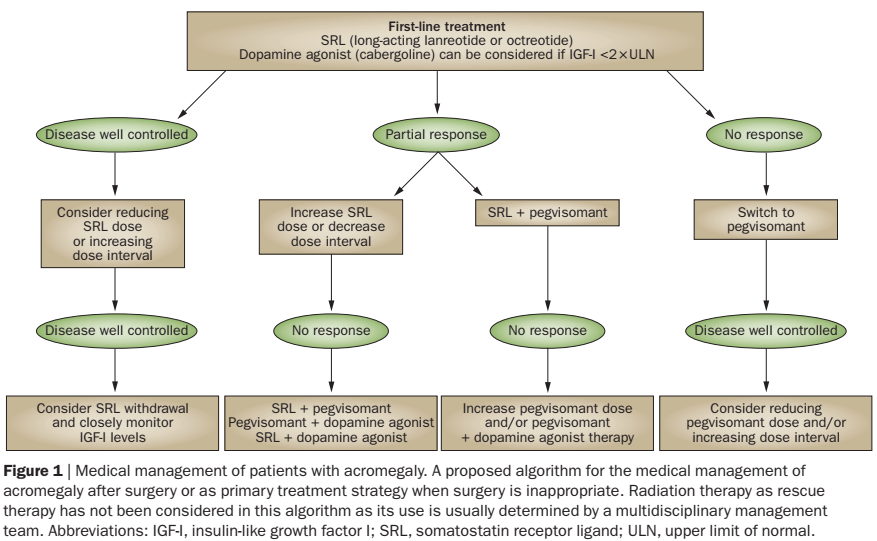 First-line treatment
SRL (long-acting lanreotide or octreotide)
Dopamine agonist (cabergoline) can be considered if IGF-I <2×ULN
Disease well controlled
Partial response
No response
Consider reducing
SRL dose
or increasing
dose interval
Increase SRL
dose or decrease
dose interval
SRL + pegvisomant
Switch to
pegvisomant
Disease well controlled
No response
No response
Disease well controlled
Consider SRL withdrawal
and closely monitor
IGF-I levels
SRL + pegvisomant
Pegvisomant + dopamine agonist
SRL + dopamine agonist
Increase pegvisomant dose
and/or pegvisomant
+ dopamine agonist therapy
Consider reducing
pegvisomant dose and/or
increasing dose interval
Figure 1 | Medical management of patients with acromegaly. A proposed algorithm for the medical management of
acromegaly after surgery or as primary treatment strategy when surgery is inappropriate. Radiation therapy as rescue
therapy has not been considered in this algorithm as its use is usually determined by a multidisciplinary management
team. Abbreviations: IGF-I, insulin-like growth factor I; SRL, somatostatin receptor ligand; ULN, upper limit of normal.